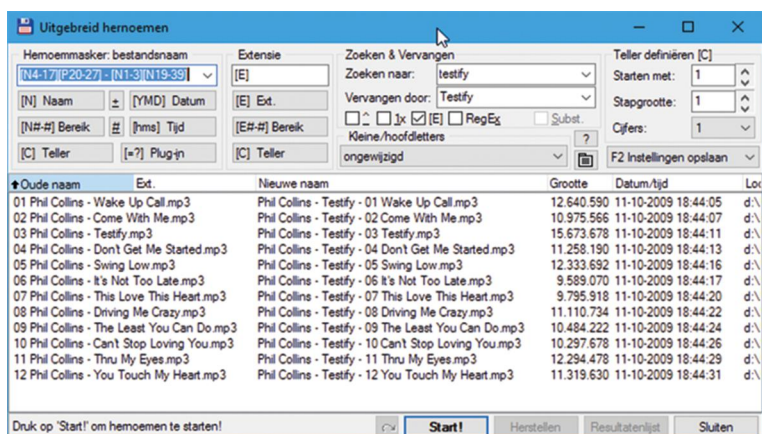 Uitgebreid hernoemen
Hernoemmasker: bestandsnaam
[N4-17][P20-27] - [N1-3][N19-39]
[N] Naam
±
[YMD] Datum
[N#-#] Bereik
#
[hms] Tijd
[C] Teller
[=?] Plug-in
Extensie
[E]
[E] Ext.
[E#-#] Bereik
[C] Teller
Zoeken & Vervangen
Zoeken naar: testify
Vervangen door: Testify
^ 1x [E] RegEx Subst.
Kleine/hoofdletters ?
ongewijzigd
Teller definiëren [C]
Starten met: 1
Stapgrootte: 1
Cijfers: 1
F2 Instellingen opslaan
Oude naam Ext. Nieuwe naam Grootte Datum/tijd Loc
01 Phil Collins - Wake Up Call.mp3 Phil Collins - Testify - 01 Wake Up Call.mp3 12.640.590 11-10-2009 18:44:05 d:\
02 Phil Collins - Come With Me.mp3 Phil Collins - Testify - 02 Come With Me.mp3 10.975.566 11-10-2009 18:44:07 d:\
03 Phil Collins - Testify.mp3 Phil Collins - Testify - 03 Testify.mp3 15.673.678 11-10-2009 18:44:11 d:\
04 Phil Collins - Don't Get Me Started.mp3 Phil Collins - Testify - 04 Don't Get Me Started.mp3 11.258.190 11-10-2009 18:44:13 d:\
05 Phil Collins - Swing Low.mp3 Phil Collins - Testify - 05 Swing Low.mp3 12.333.692 11-10-2009 18:44:16 d:\
06 Phil Collins - It's Not Too Late.mp3 Phil Collins - Testify - 06 It's Not Too Late.mp3 9.589.070 11-10-2009 18:44:17 d:\
07 Phil Collins - This Love This Heart.mp3 Phil Collins - Testify - 07 This Love This Heart.mp3 9.795.918 11-10-2009 18:44:20 d:\
08 Phil Collins - Driving Me Crazy.mp3 Phil Collins - Testify - 08 Driving Me Crazy.mp3 11.110.734 11-10-2009 18:44:22 d:\
09 Phil Collins - The Least You Can Do.mp3 Phil Collins - Testify - 09 The Least You Can Do.mp3 10.484.222 11-10-2009 18:44:24 d:\
10 Phil Collins - Can't Stop Loving You.mp3 Phil Collins - Testify - 10 Can't Stop Loving You.mp3 10.297.678 11-10-2009 18:44:26 d:\
11 Phil Collins - Thru My Eyes.mp3 Phil Collins - Testify - 11 Thru My Eyes.mp3 12.294.478 11-10-2009 18:44:29 d:\
12 Phil Collins - You Touch My Heart.mp3 Phil Collins - Testify - 12 You Touch My Heart.mp3 11.319.630 11-10-2009 18:44:31 d:\
Druk op 'Start!' om hernoemen te starten! Start! Herstellen Resultatenlijst Sluiten